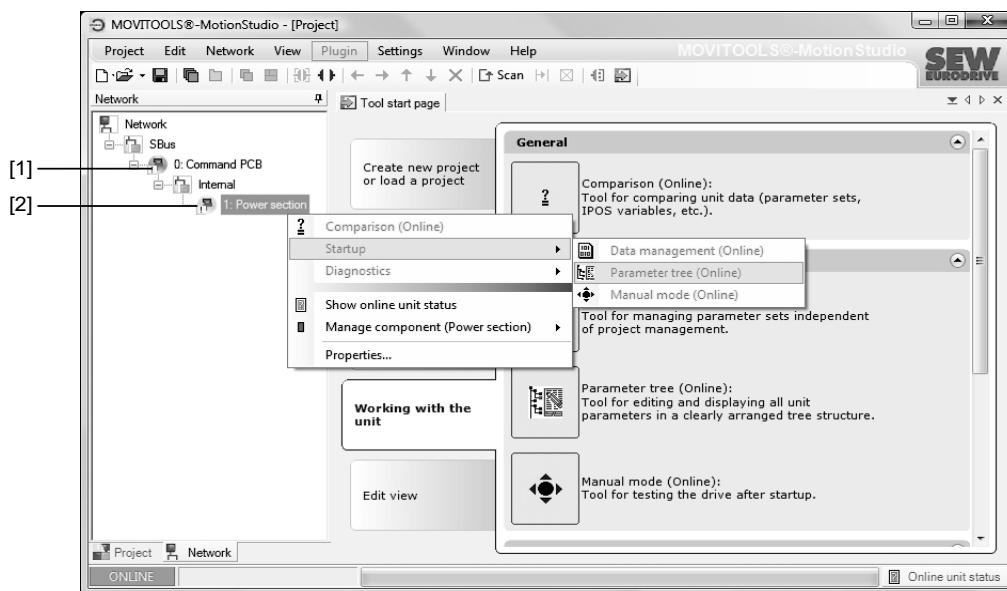 MOVITOOLS®-MotionStudio - [Project]
Project Edit Network View Plugin Settings Window Help
MOVITOOLS®-MotionStudio
SEW
EURODRIVE
Scan
Network
Tool start page
Network
SBus
[1]
0: Command PCB
Internal
[2]
1: Power section
Comparison (Online)
Startup
Diagnostics
Show online unit status
Manage component (Power section)
Properties...
Data management (Online)
Parameter tree (Online)
Manual mode (Online)
Create new project
or load a project
Working with the
unit
Edit view
General
Comparison (Online):
Tool for comparing unit data (parameter sets,
IPOS variables, etc.).
Tool for managing parameter sets independent
of project management.
Parameter tree (Online):
Tool for editing and displaying all unit
parameters in a clearly arranged tree structure.
Manual mode (Online):
Tool for testing the drive after startup.
Project Network
ONLINE
Online unit status